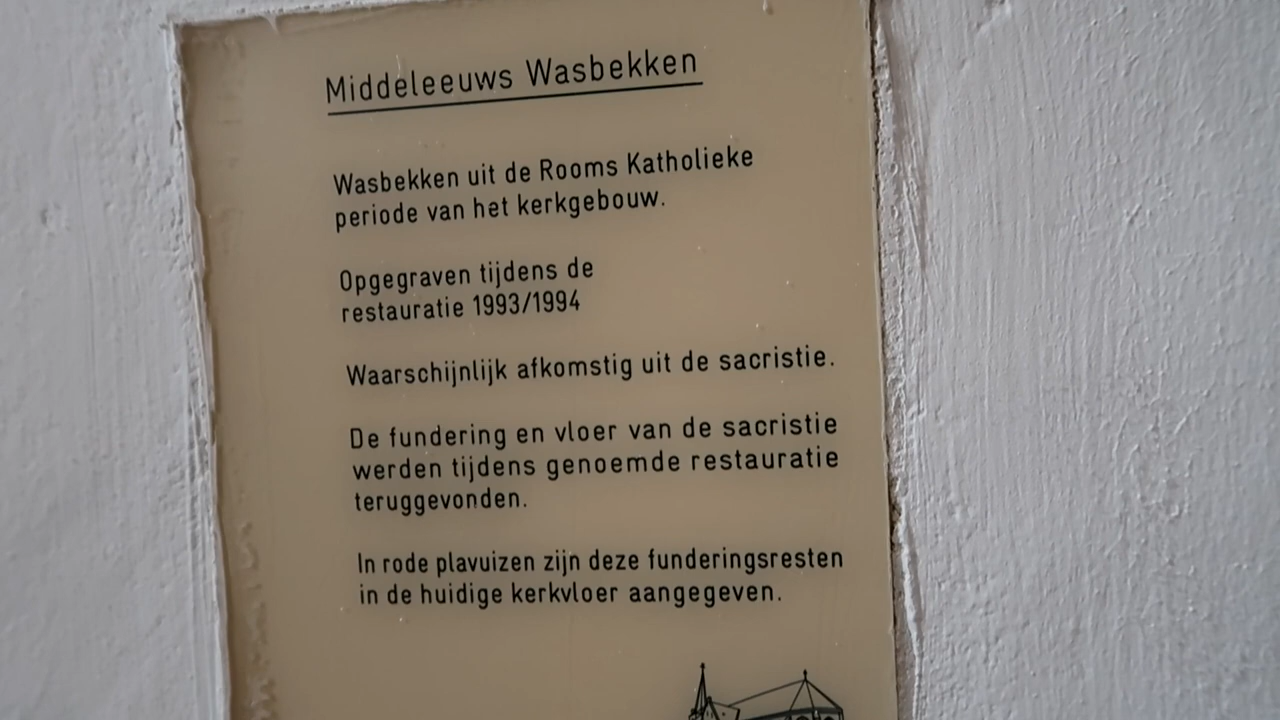 Middeleeuws Wasbekken
Wasbekken uit de Rooms Katholieke
periode van het kerkgebouw.
Opgegraven tijdens de
restauratie 1993/1994
Waarschijnlijk afkomstig uit de sacristie.
De fundering en vloer van de sacristie
werden tijdens genoemde restauratie
teruggevonden.
In rode plavuizen zijn deze funderingsresten
in de huidige kerkvloer aangegeven.